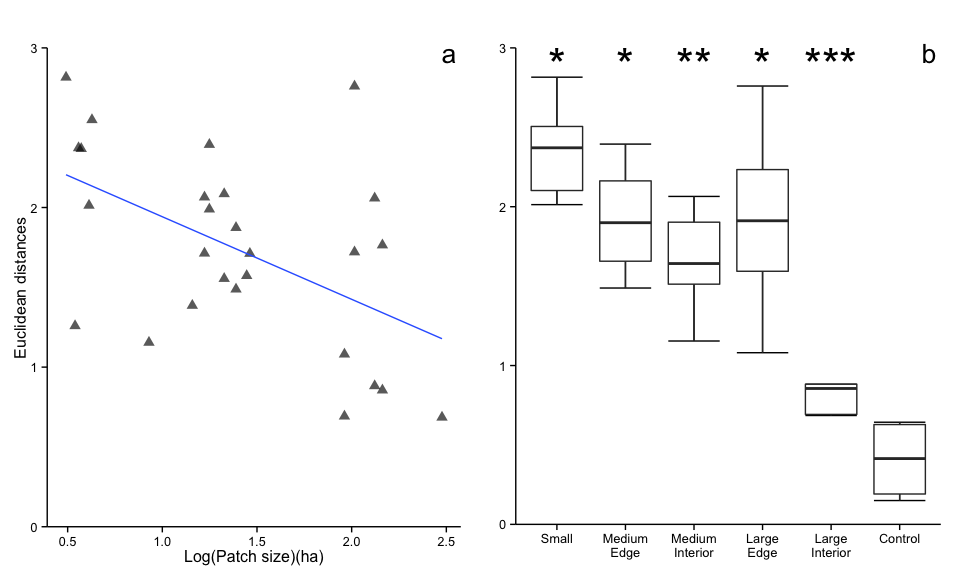 a
3
2
1
0
Euclidean distances
0.5 1.0 1.5 2.0 2.5
Log(Patch size)(ha)
b
* * ** * ***
3
2
1
0
Small Medium Edge Medium Interior Large Edge Large Interior Control